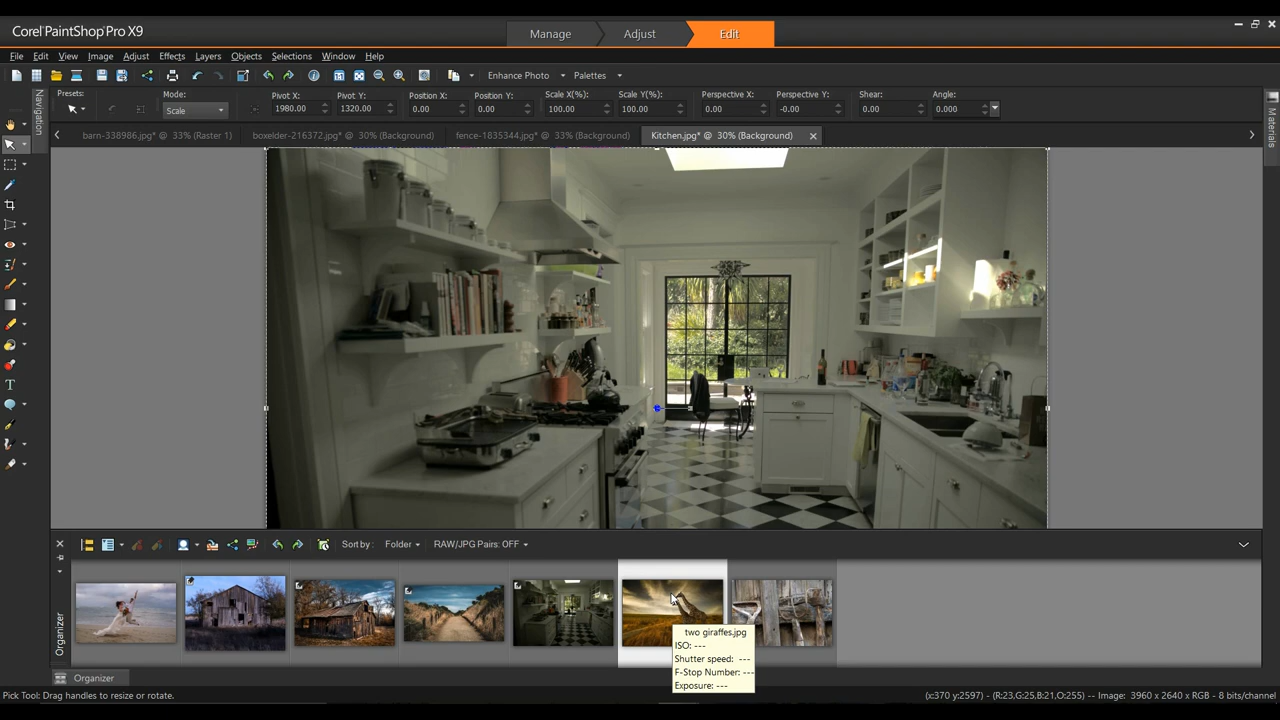 Corel PaintShop Pro X9
Manage Adjust Edit
File Edit View Image Adjust Effects Layers Objects Selections Window Help
Enhance Photo Palettes
Presets: Mode: Pivot X: Pivot Y: Position X: Position Y: Scale X(%): Scale Y(%): Perspective X: Perspective Y: Shear: Angle:
Scale 1980.00 1320.00 0.00 0.00 100.00 100.00 0.00 -0.00 0.00 0.000
Navigation
Materials
barn-338986.jpg* @ 33% (Raster 1) boxelder-216372.jpg* @ 30% (Background) fence-1835344.jpg* @ 33% (Background) Kitchen.jpg* @ 30% (Background)
Sort by: Folder RAW/JPG Pairs: OFF
Organizer
two giraffes.jpg
ISO: ---
Shutter speed: ---
F-Stop Number: ---
Exposure: ---
Organizer
Pick Tool: Drag handles to resize or rotate. (x:370 y:2597) - (R:23,G:25,B:21,O:255) -- Image: 3960 x 2640 x RGB - 8 bits/channel